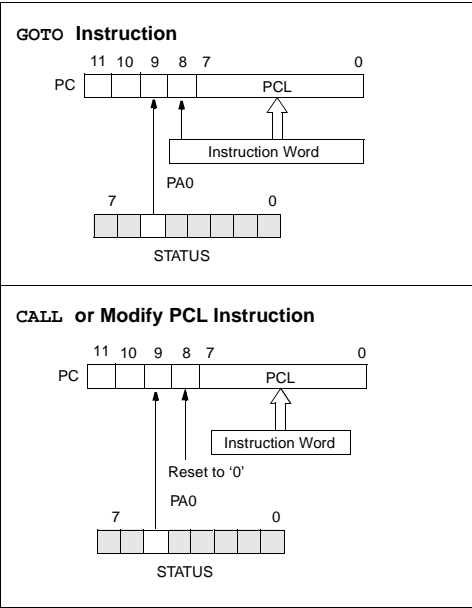 GOTO Instruction
11 10 9 8 7 0
PC PCL
Instruction Word
PA0
7 0
STATUS
CALL or Modify PCL Instruction
11 10 9 8 7 0
PC PCL
Instruction Word
Reset to ‘0’
PA0
7 0
STATUS